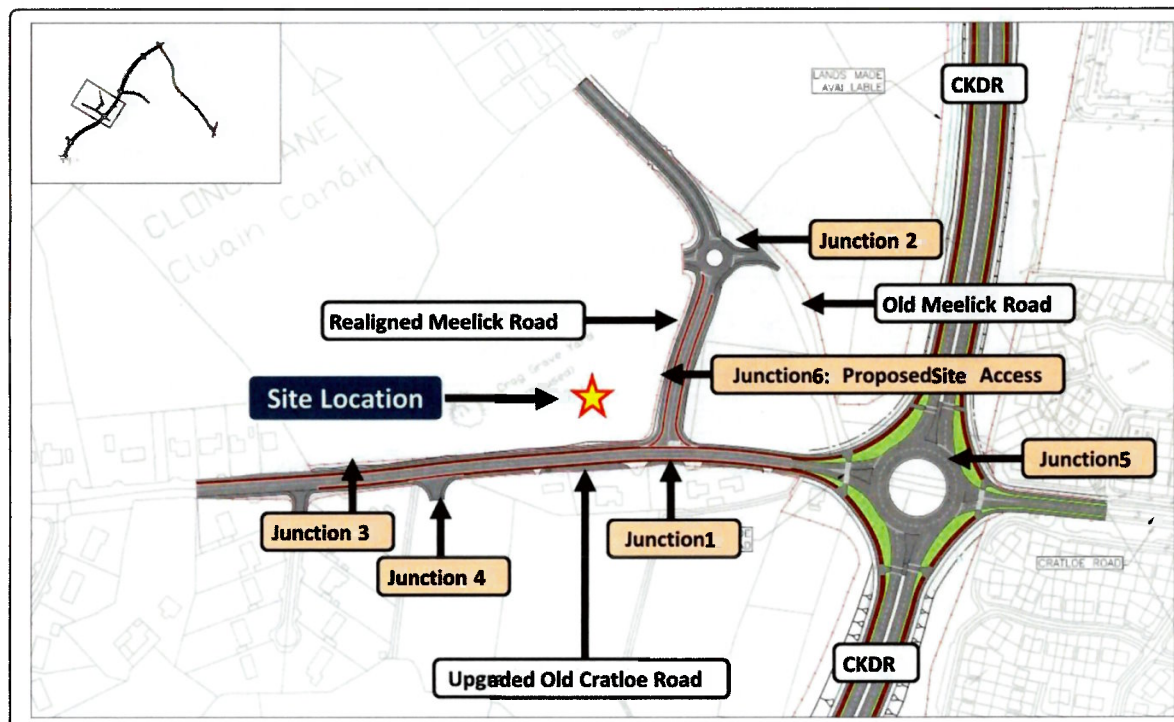 LANDS MADE
AVAILABLE
CKDR
CLON
Cluain Canáin
Junction 2
Realigned Meelick Road
Old Meelick Road
Junction6: ProposedSite Access
Site Location
Junction5
Junction 3
Junction1
Junction 4
CRATLOE ROAD
CKDR
Upgraded Old Cratloe Road